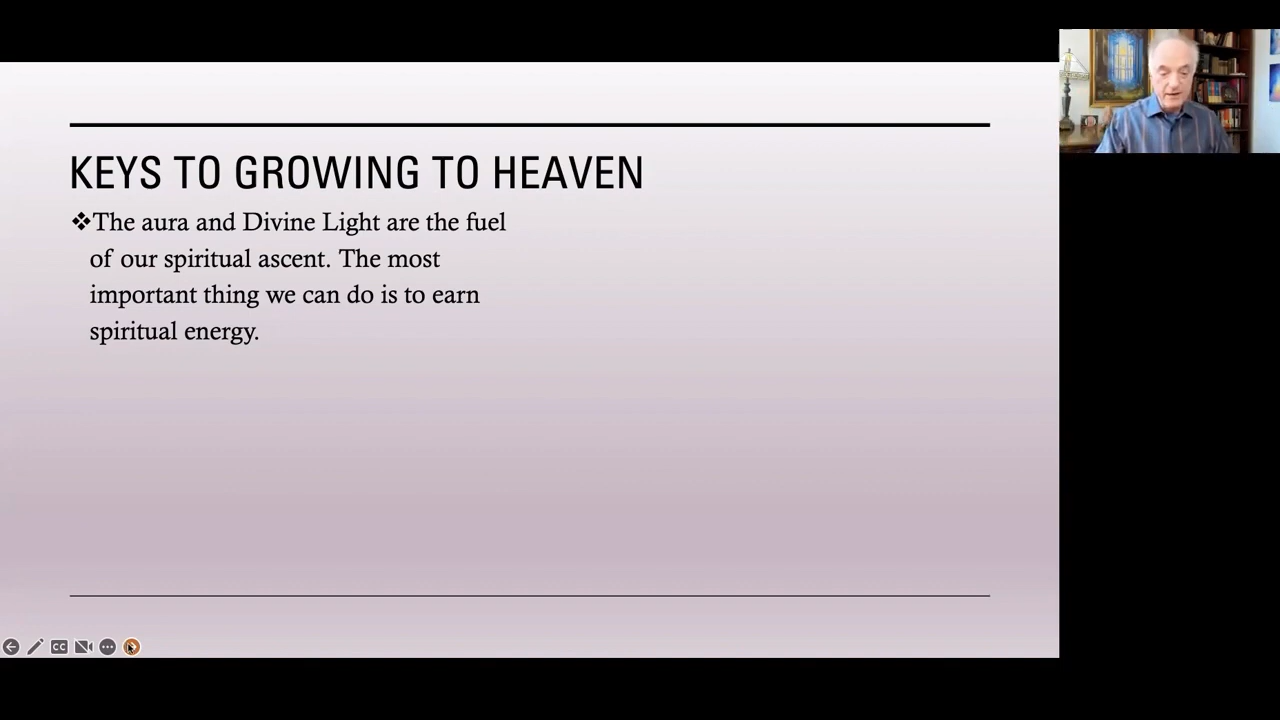 KEYS TO GROWING TO HEAVEN
❖The aura and Divine Light are the fuel
of our spiritual ascent. The most
important thing we can do is to earn
spiritual energy.
CC